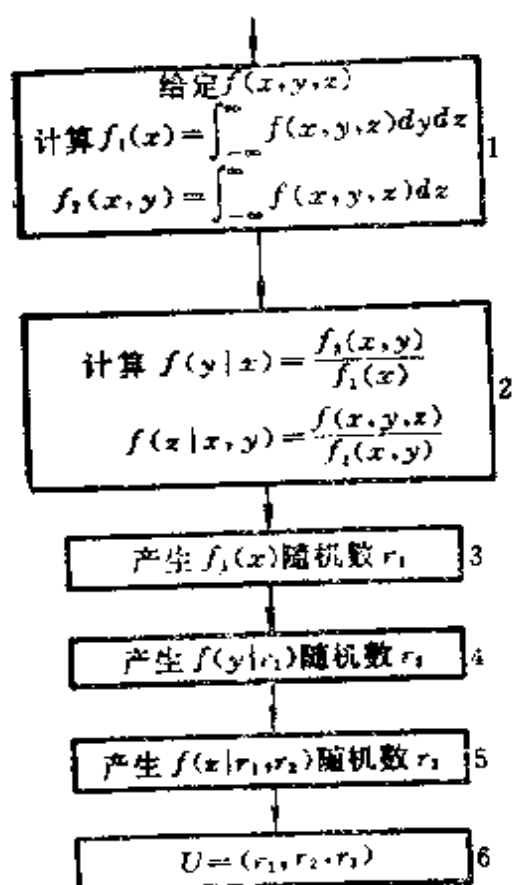 给定f(x,y,z)
计算f₁(x)=∫_{-∞}^{∞} f(x,y,z)dydz
1
f₂(x,y)=∫_{-∞}^{∞} f(x,y,z)dz
计算 f(y|x)=f₂(x,y)/f₁(x)
2
f(z|x,y)=f(x,y,z)/f₂(x,y)
产生f₁(x)随机数r₁ 3
产生f(y|r₁)随机数r₂ 4
产生f(z|r₁,r₂)随机数r₃ 5
U=(r₁,r₂,r₃) 6